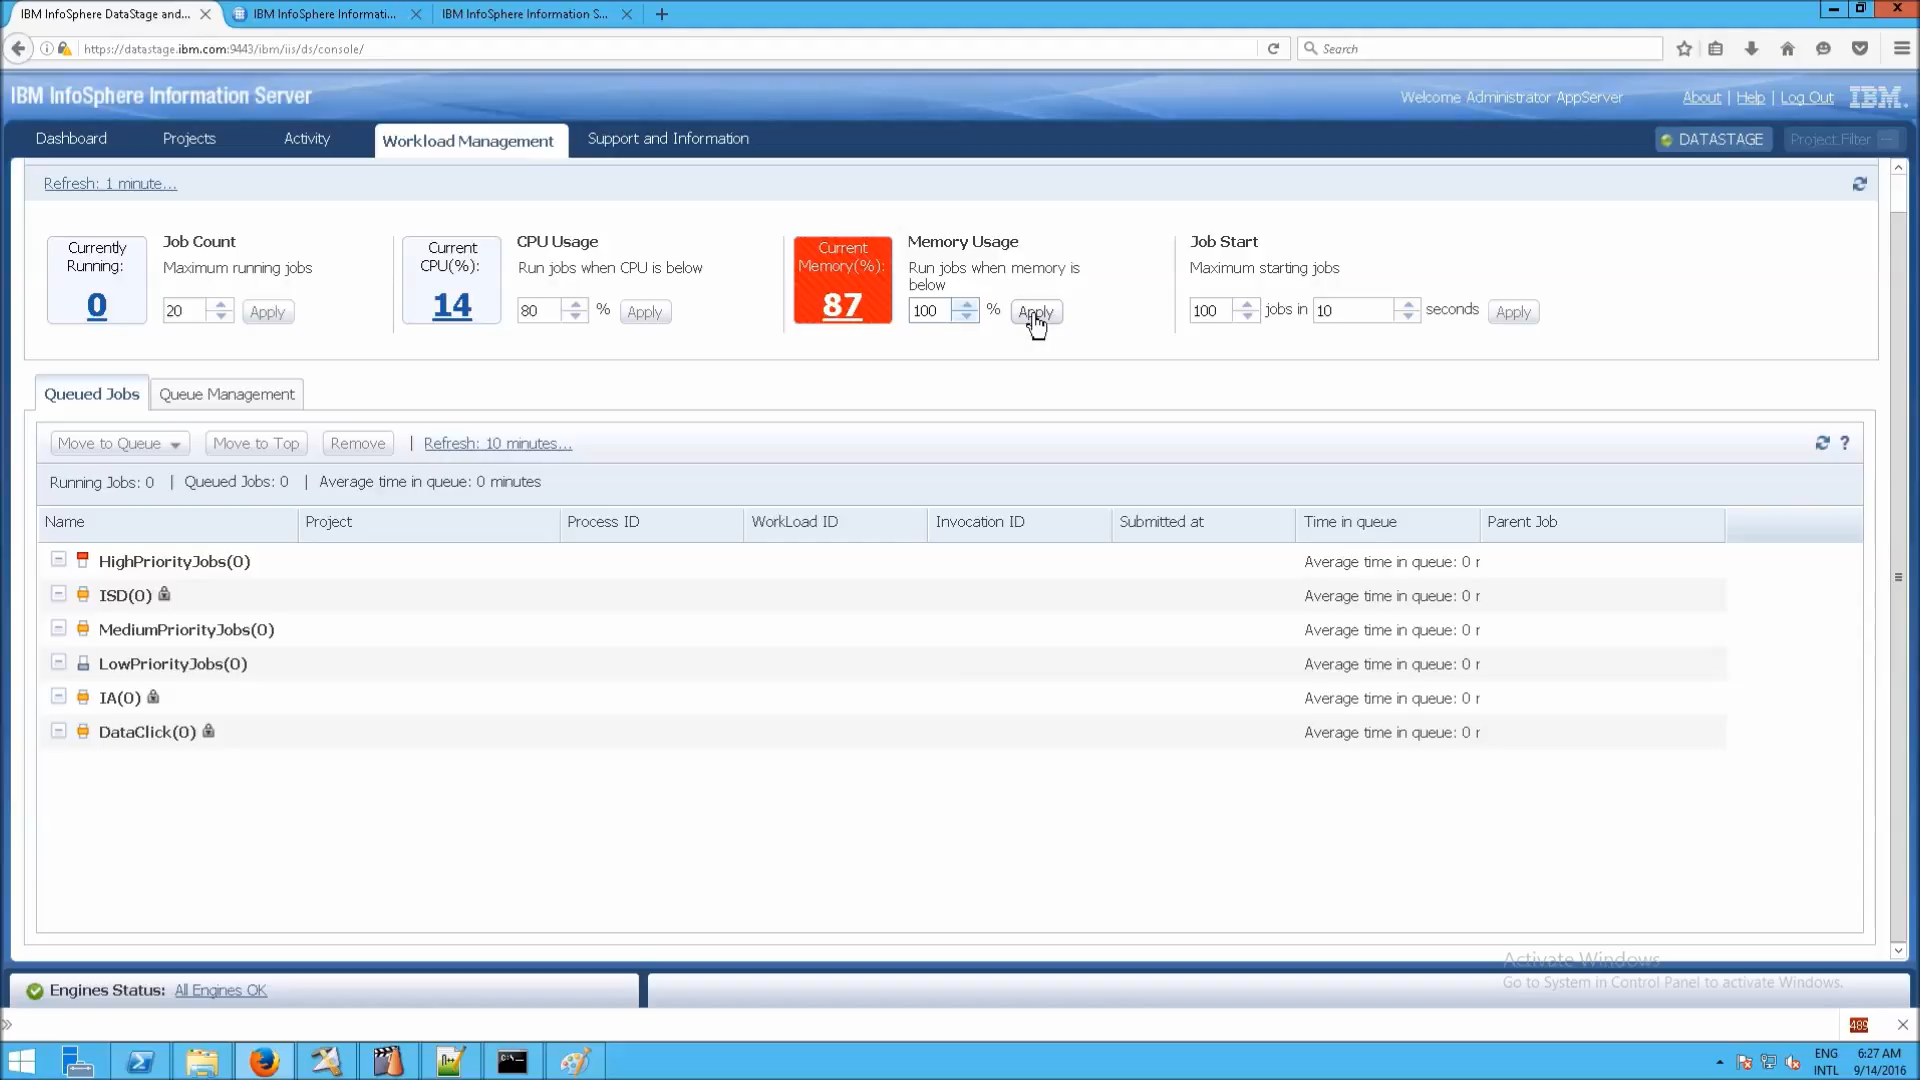 IBM InfoSphere DataStage and...
IBM InfoSphere Informati...
IBM InfoSphere Information S...
https://datastage.ibm.com:9443/ibm/iis/ds/console/
Search
IBM InfoSphere Information Server
Welcome Administrator AppServer
About | Help | Log Out
IBM
Dashboard
Projects
Activity
Workload Management
Support and Information
DATASTAGE
Project Filter
Refresh: 1 minute...
Currently Running: 0
Job Count
Maximum running jobs
20
Apply
Current CPU(%): 14
CPU Usage
Run jobs when CPU is below
80 %
Apply
Current Memory(%): 87
Memory Usage
Run jobs when memory is below
100 %
Apply
Job Start
Maximum starting jobs
100 jobs in 10 seconds
Apply
Queued Jobs
Queue Management
Move to Queue
Move to Top
Remove
| Refresh: 10 minutes...
?
Running Jobs: 0 | Queued Jobs: 0 | Average time in queue: 0 minutes
Name
Project
Process ID
WorkLoad ID
Invocation ID
Submitted at
Time in queue
Parent Job
HighPriorityJobs(0)
Average time in queue: 0 r
ISD(0)
Average time in queue: 0 r
MediumPriorityJobs(0)
Average time in queue: 0 r
LowPriorityJobs(0)
Average time in queue: 0 r
IA(0)
Average time in queue: 0 r
DataClick(0)
Average time in queue: 0 r
Activate Windows
Go to System in Control Panel to activate Windows.
Engines Status: All Engines OK
489
ENG
INTL
6:27 AM
9/14/2016